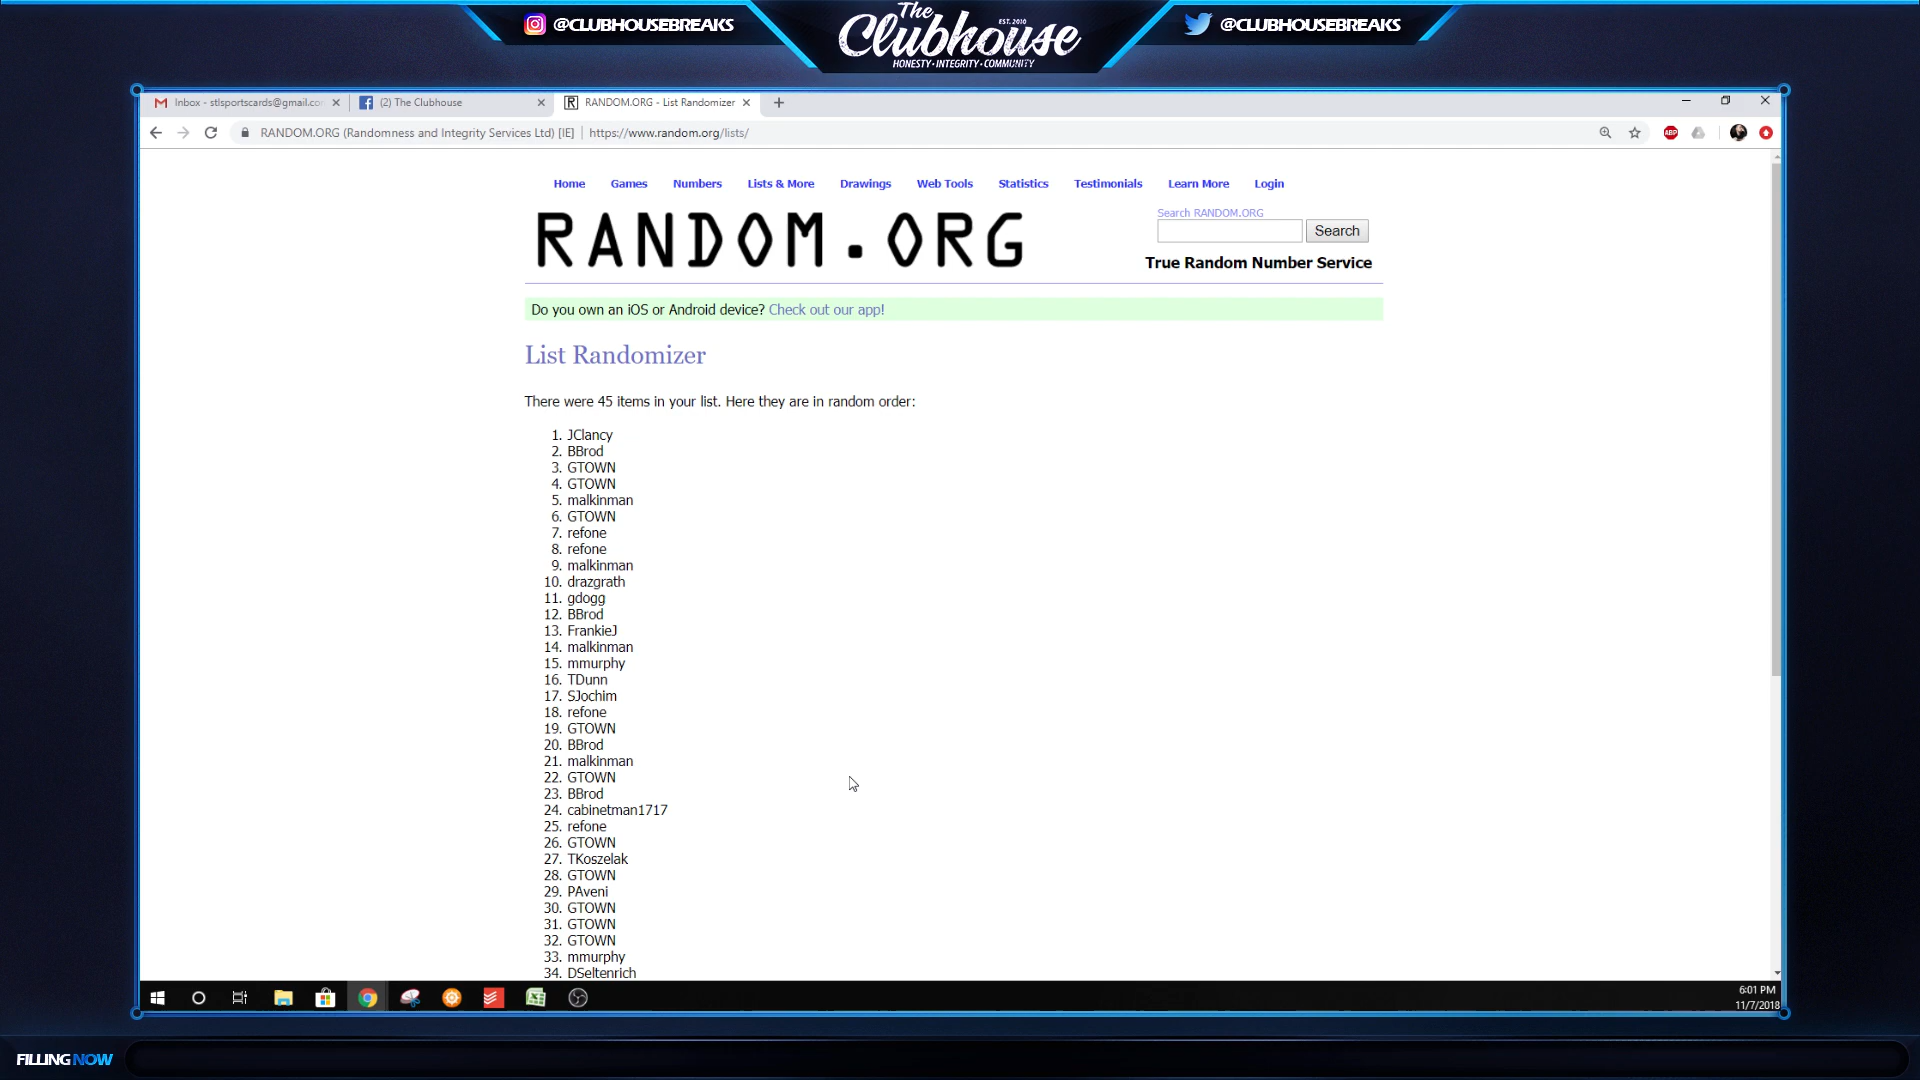 @CLUBHOUSEBREAKS
The Clubhouse
EST. 2010
HONESTY•INTEGRITY•COMMUNITY
@CLUBHOUSEBREAKS
Inbox - stlsportscards@gmail.co
(2) The Clubhouse
RANDOM.ORG - List Randomizer
RANDOM.ORG (Randomness and Integrity Services Ltd) [IE] https://www.random.org/lists/
ABP
Home Games Numbers Lists & More Drawings Web Tools Statistics Testimonials Learn More Login
RANDOM.ORG
Search RANDOM.ORG
Search
True Random Number Service
Do you own an iOS or Android device? Check out our app!
List Randomizer
There were 45 items in your list. Here they are in random order:
1. JClancy
2. BBrod
3. GTOWN
4. GTOWN
5. malkinman
6. GTOWN
7. refone
8. refone
9. malkinman
10. drazgrath
11. gdogg
12. BBrod
13. FrankieJ
14. malkinman
15. mmurphy
16. TDunn
17. SJochim
18. refone
19. GTOWN
20. BBrod
21. malkinman
22. GTOWN
23. BBrod
24. cabinetman1717
25. refone
26. GTOWN
27. TKoszelak
28. GTOWN
29. PAveni
30. GTOWN
31. GTOWN
32. GTOWN
33. mmurphy
34. DSeltenrich
6:01 PM
11/7/2018
FILLING NOW